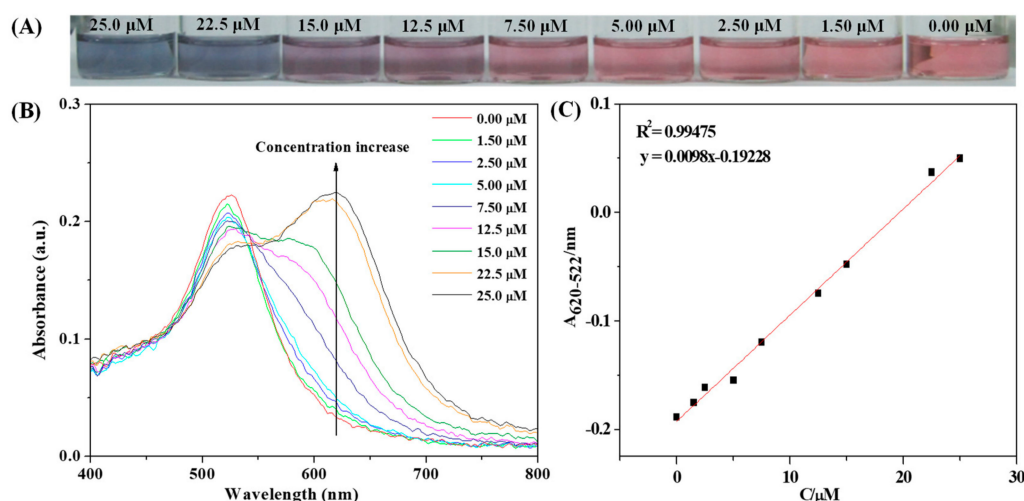 (A)
25.0 μM 22.5 μM 15.0 μM 12.5 μM 7.50 μM 5.00 μM 2.50 μM 1.50 μM 0.00 μM
(B)
0.3
0.2
0.1
0.0
Absorbance (a.u.)
400 500 600 700 800
Wavelength (nm)
Concentration increase
0.00 μM
1.50 μM
2.50 μM
5.00 μM
7.50 μM
12.5 μM
15.0 μM
22.5 μM
25.0 μM
(C)
0.1
0.0
-0.1
-0.2
A620-522/nm
R²= 0.99475
y = 0.0098x-0.19228
0 10 20 30
C/μM